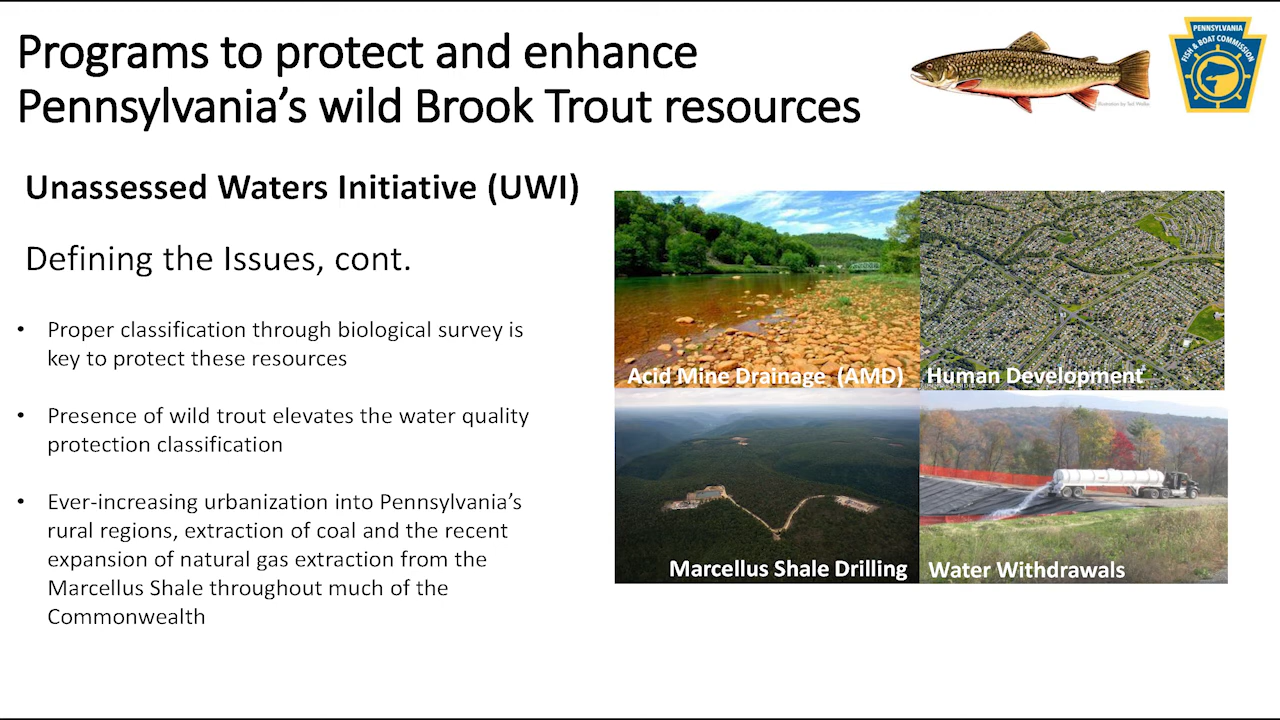 Programs to protect and enhance
Pennsylvania’s wild Brook Trout resources
Illustration by Ted Walke
PENNSYLVANIA
FISH & BOAT COMMISSION
Unassessed Waters Initiative (UWI)
Defining the Issues, cont.
• Proper classification through biological survey is
key to protect these resources
• Presence of wild trout elevates the water quality
protection classification
• Ever-increasing urbanization into Pennsylvania’s
rural regions, extraction of coal and the recent
expansion of natural gas extraction from the
Marcellus Shale throughout much of the
Commonwealth
Acid Mine Drainage (AMD)
Human Development
Marcellus Shale Drilling
Water Withdrawals